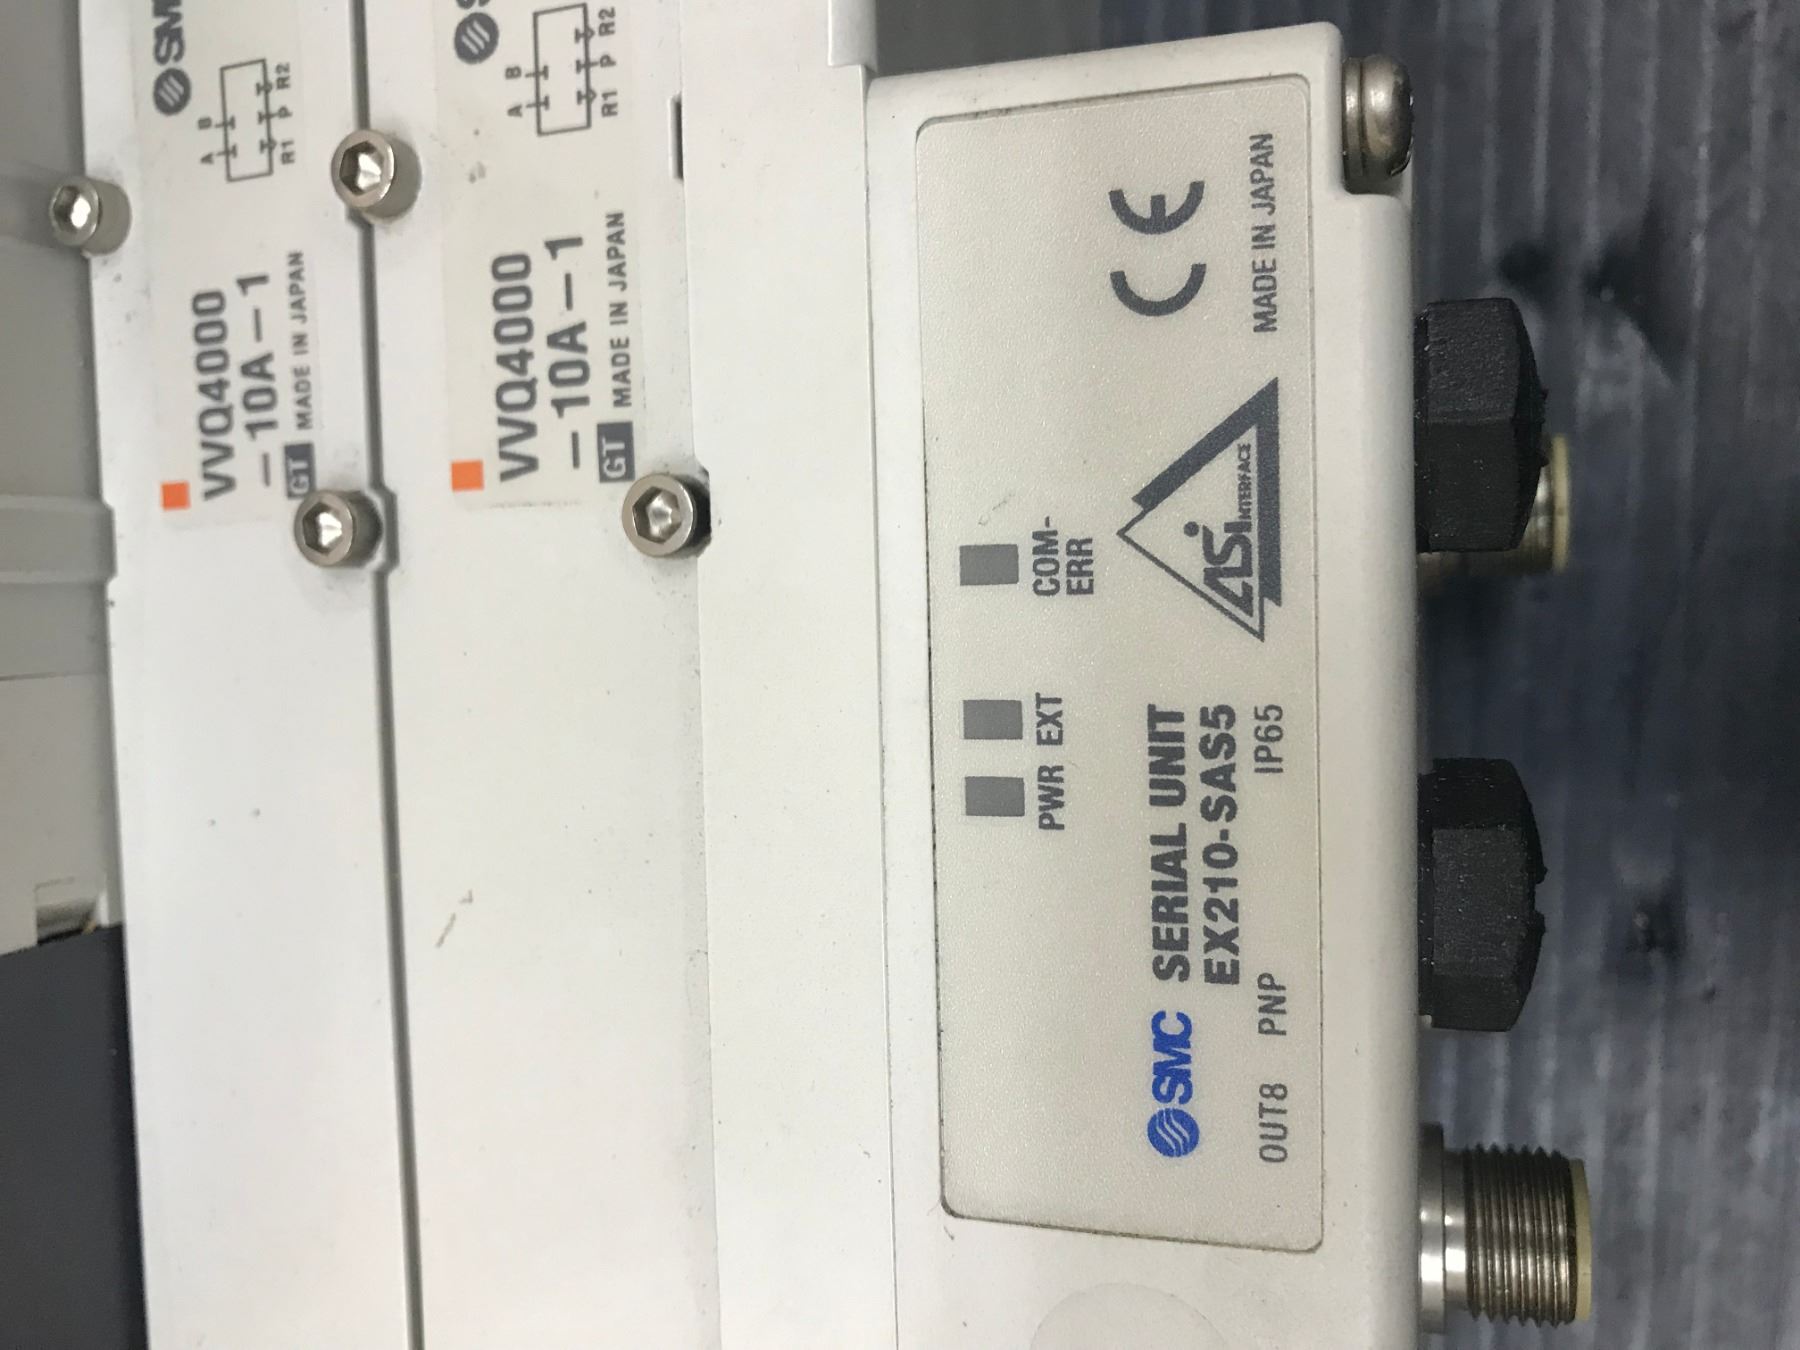 SMC
A B
R1 P R2
VVQ4000
-10A-1
GT MADE IN JAPAN
A B
R1 P R2
VVQ4000
-10A-1
GT MADE IN JAPAN
PWR EXT COM-
ERR
SMC SERIAL UNIT
EX210-SAS5
OUT8 PNP IP65
ASi INTERFACE
CE
MADE IN JAPAN